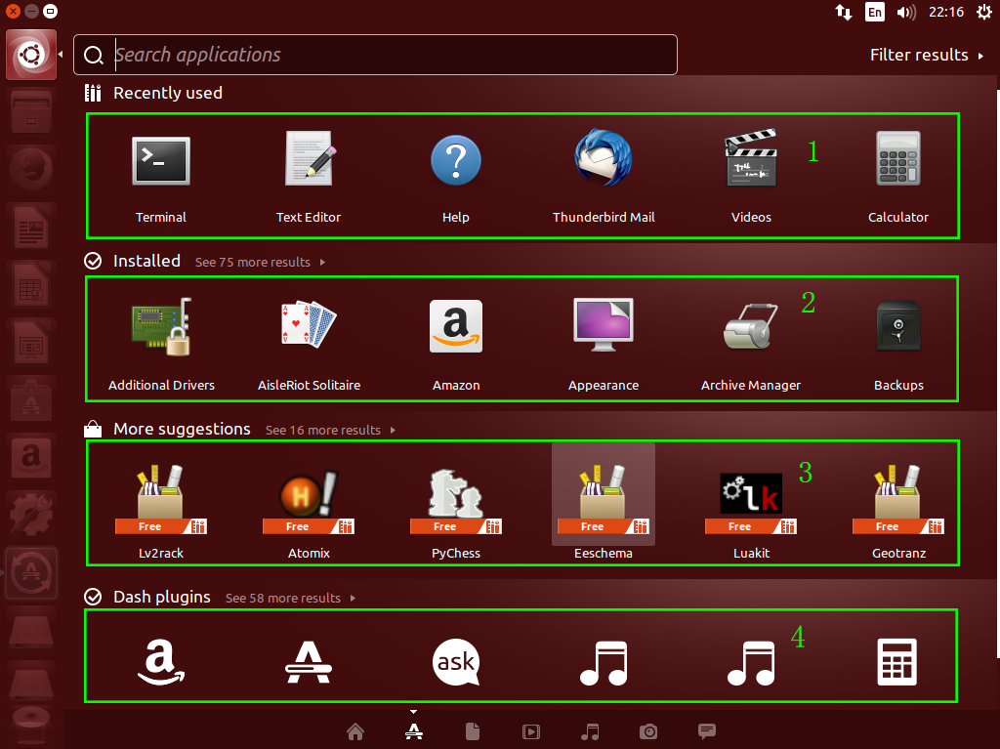 En 22:16
Search applications
Filter results
Recently used
1
Terminal Text Editor Help Thunderbird Mail Videos Calculator
Installed See 75 more results
2
a
Additional Drivers AisleRiot Solitaire Amazon Appearance Archive Manager Backups
More suggestions See 16 more results
3
H! lk
Free Free Free Free Free Free
Lv2rack Atomix PyChess Eeschema Luakit Geotranz
Dash plugins See 58 more results
4
a ask